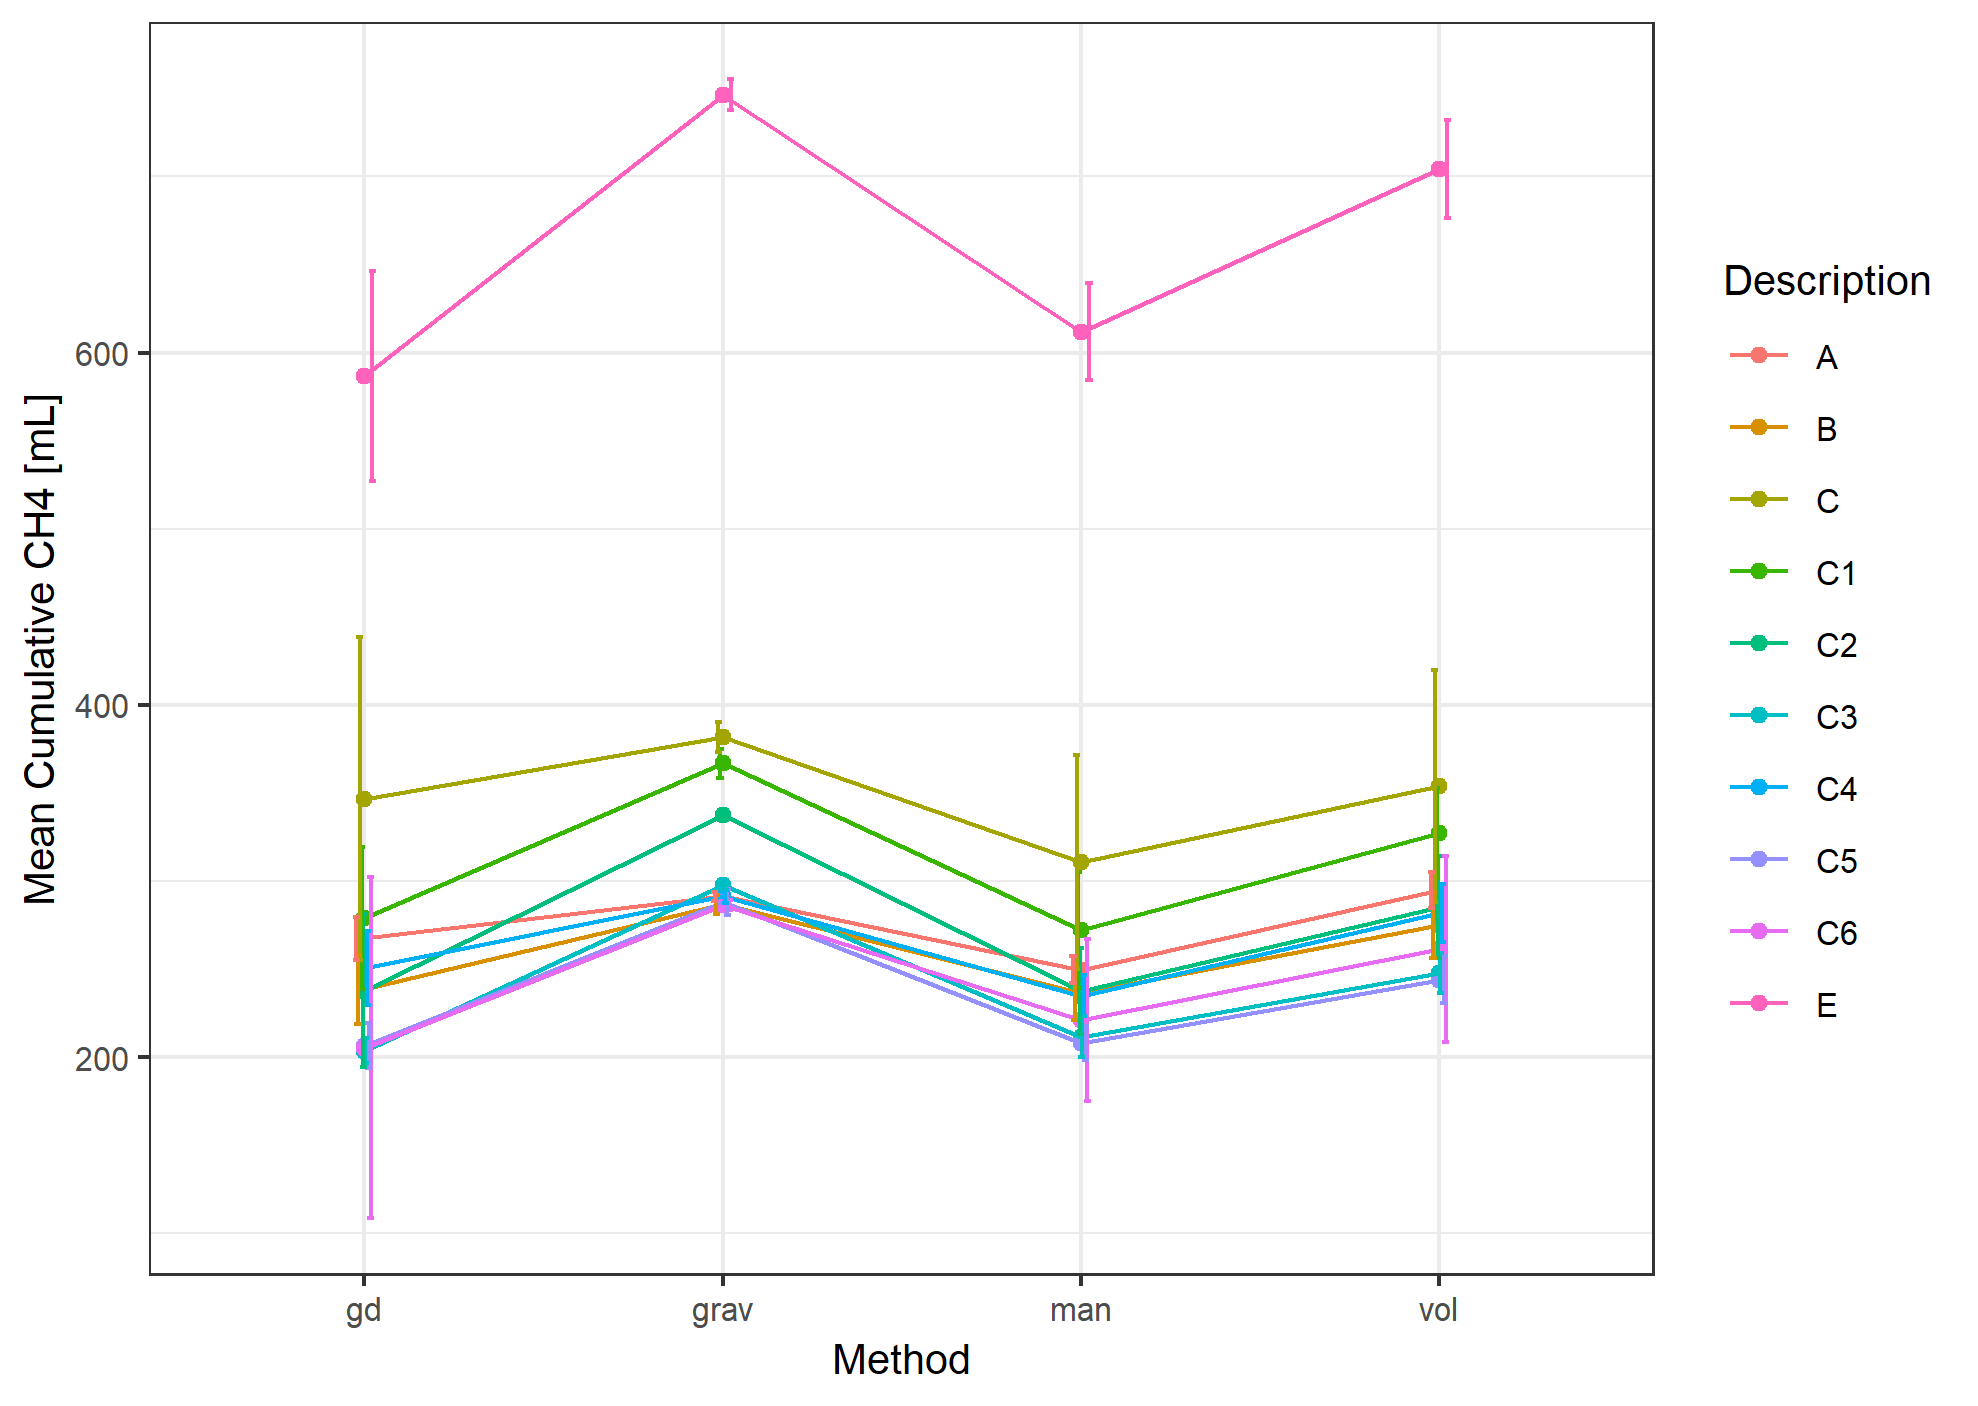 Mean Cumulative CH4 [mL]
600
400
200
gd grav man vol
Method
Description
A
B
C
C1
C2
C3
C4
C5
C6
E